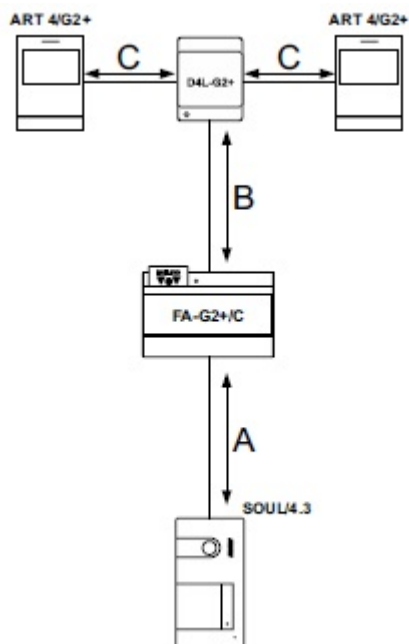 ART 4/G2+ ART 4/G2+
C C
D4L-G2+
B
FA-G2+/C
A
SOUL/4.3